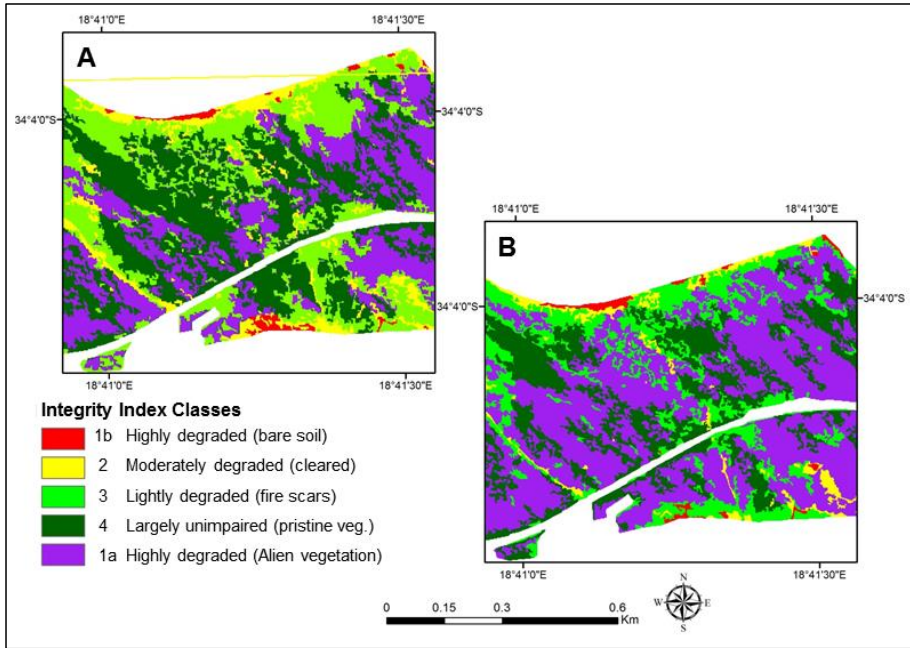 18°41'0"E
18°41'30"E
A
34°4'0"S
34°4'0"S
18°41'0"E
18°41'30"E
18°41'0"E
18°41'30"E
B
34°4'0"S
34°4'0"S
18°41'0"E
18°41'30"E
Integrity Index Classes
1b Highly degraded (bare soil)
2 Moderately degraded (cleared)
3 Lightly degraded (fire scars)
4 Largely unimpaired (pristine veg.)
1a Highly degraded (Alien vegetation)
0 0.15 0.3 0.6
Km
N
W E
S